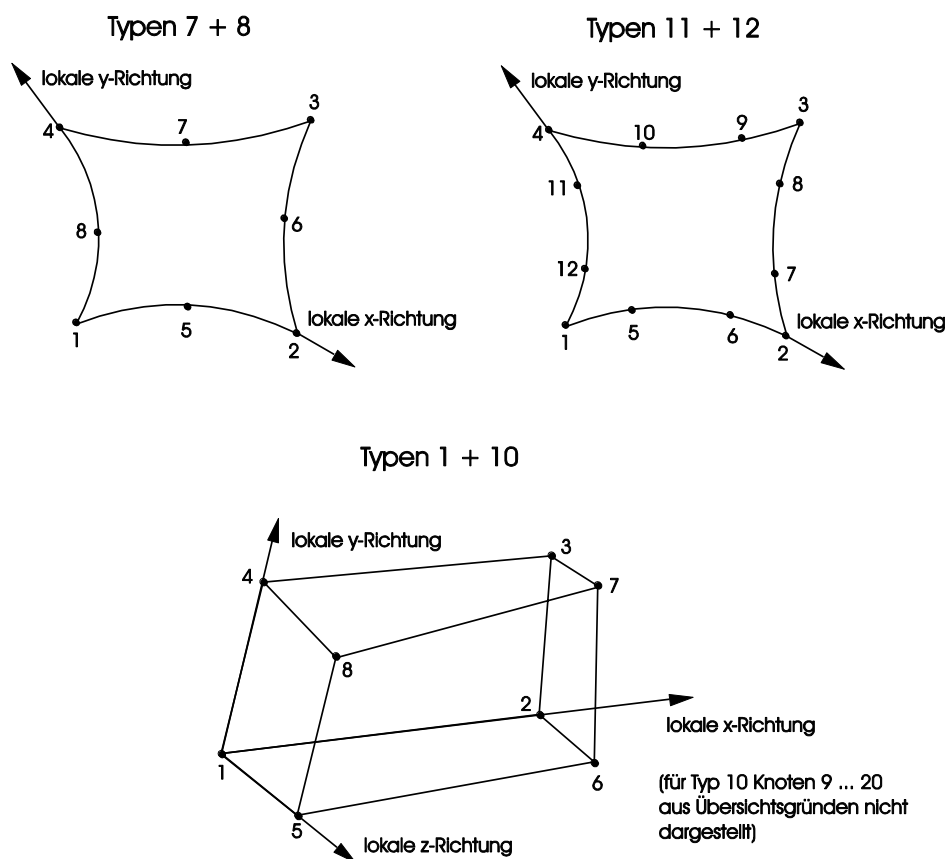 Typen 7 + 8
lokale y-Richtung
4
7
3
8
6
1
5
2
lokale x-Richtung
Typen 11 + 12
lokale y-Richtung
4
10
9
3
11
8
12
7
1
5
6
2
lokale x-Richtung
Typen 1 + 10
lokale y-Richtung
4
3
7
8
2
lokale x-Richtung
1
6
5
lokale z-Richtung
(für Typ 10 Knoten 9 ... 20
aus Übersichtsgründen nicht
dargestellt)